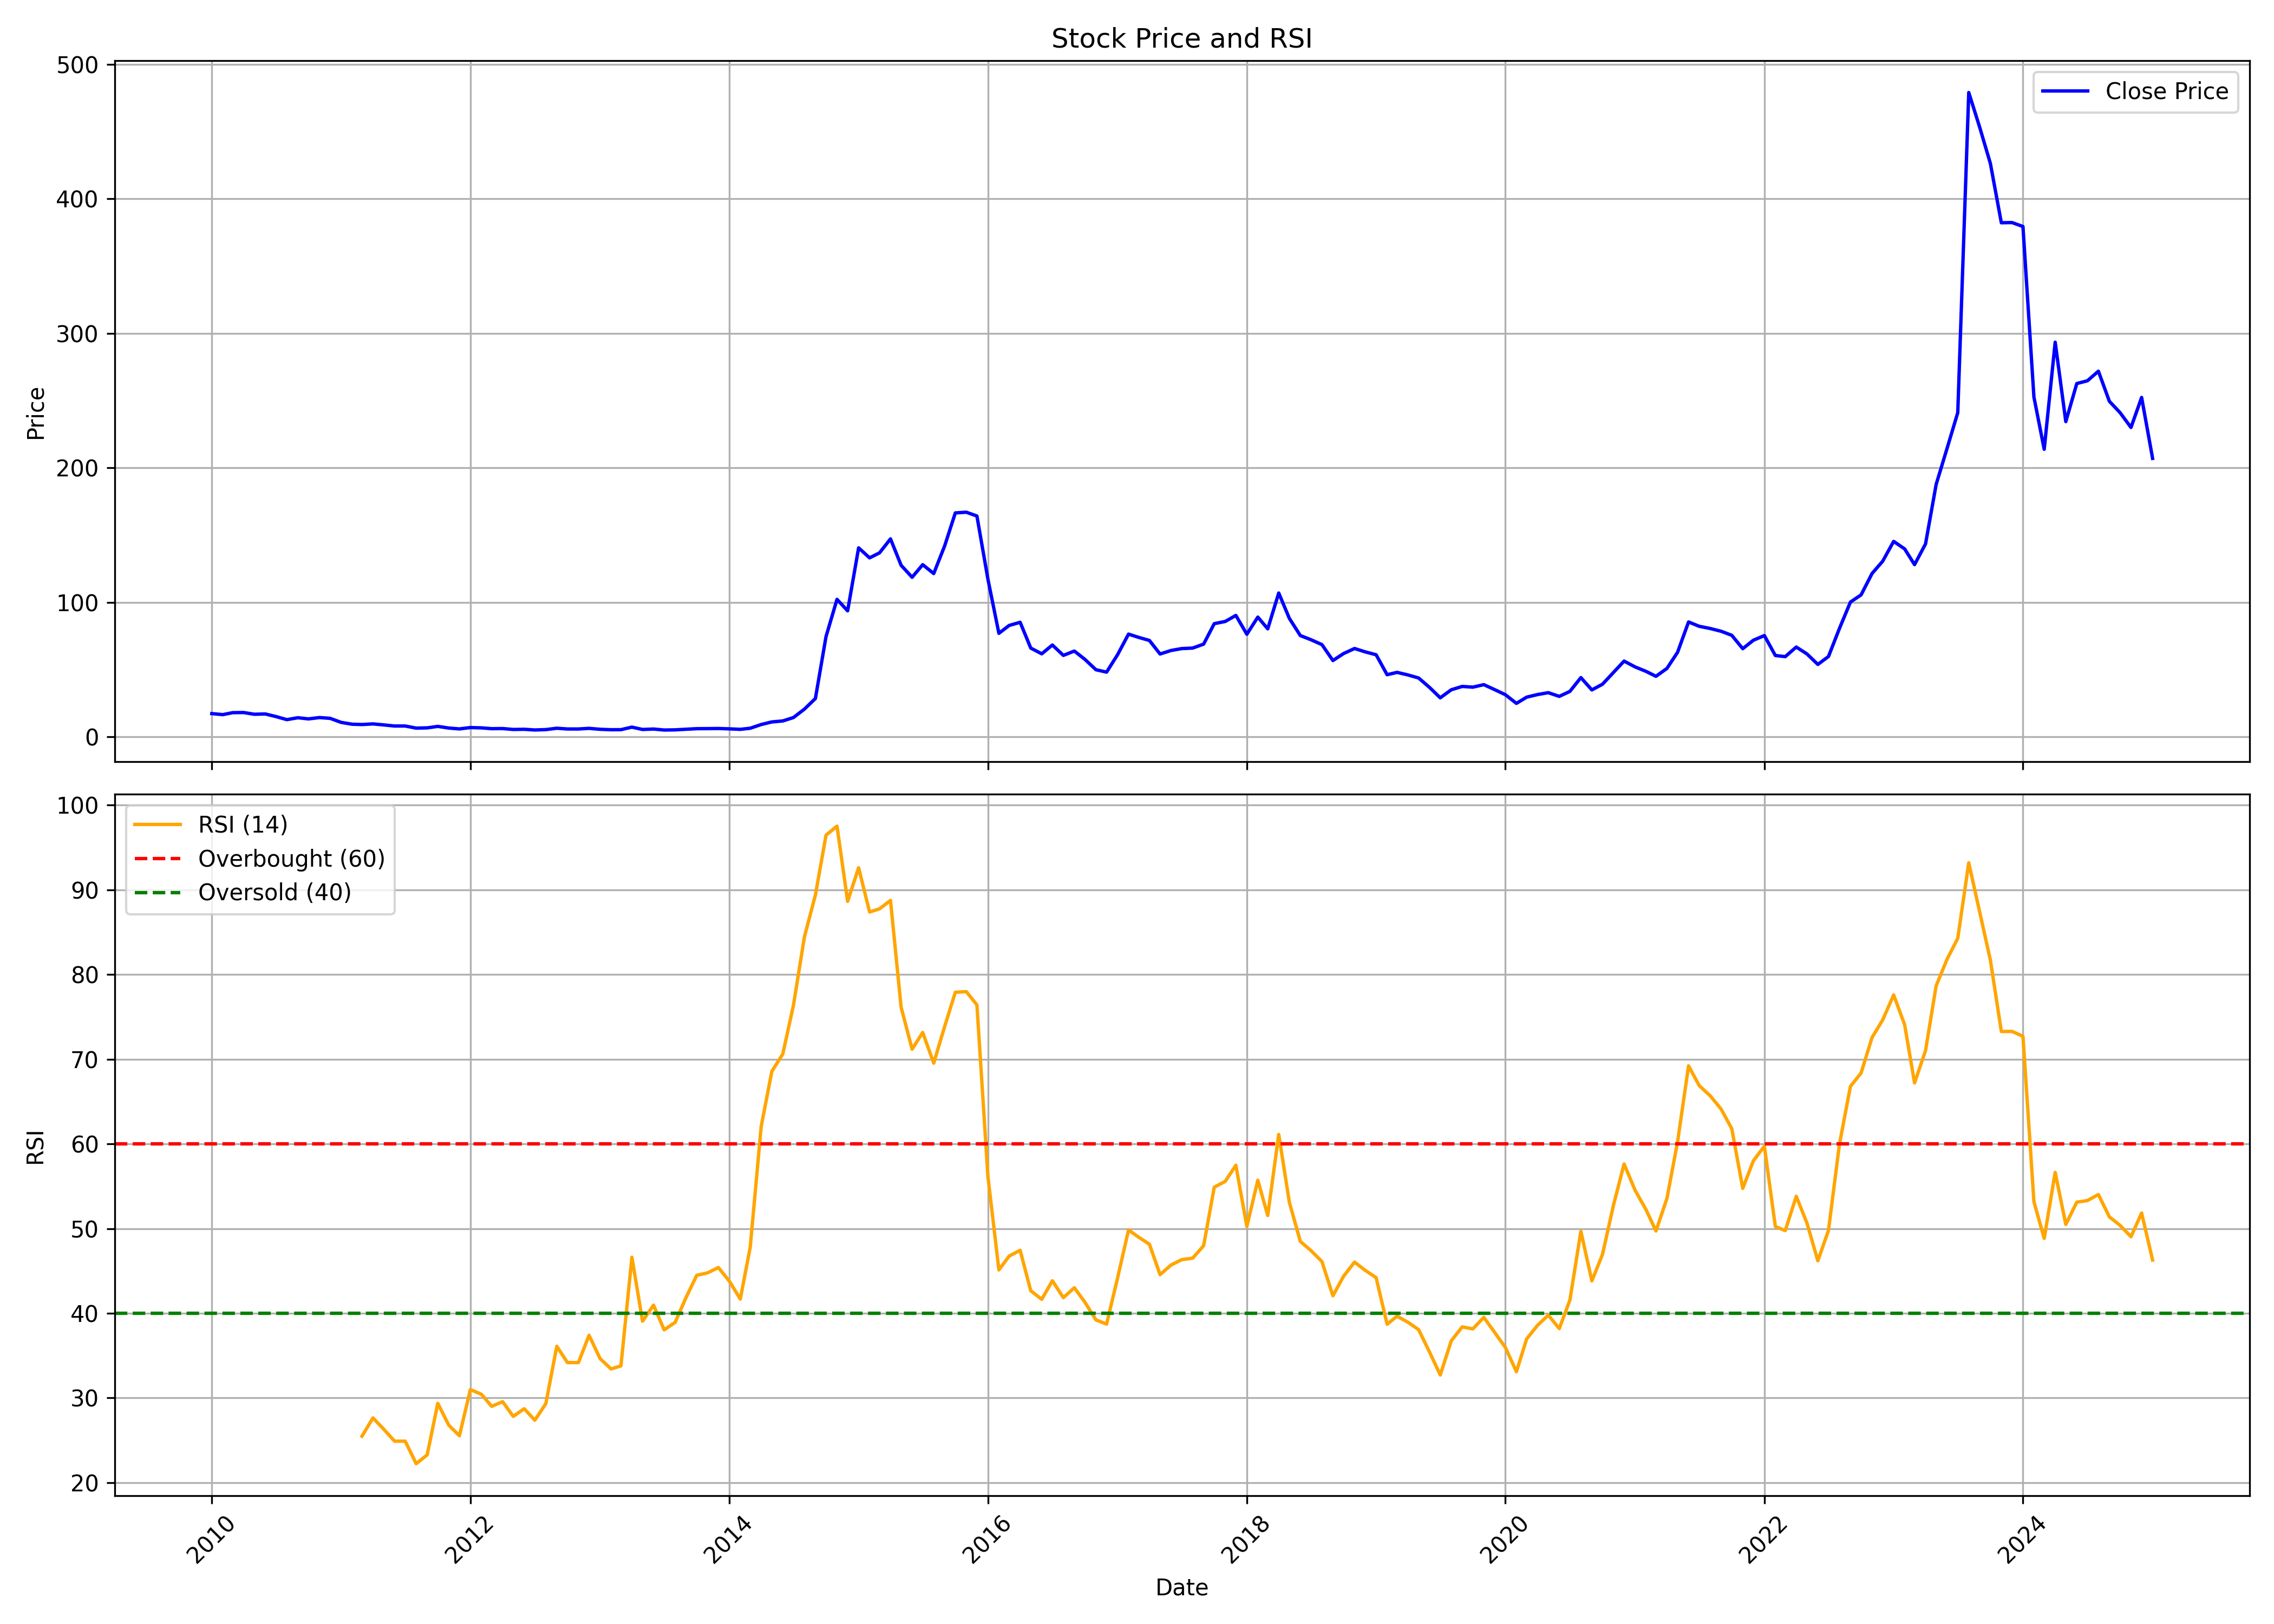 Stock Price and RSI
500
400
300
200
100
0
Price
Close Price
100
90
80
70
60
50
40
30
20
RSI
RSI (14)
Overbought (60)
Oversold (40)
2010
2012
2014
2016
2018
2020
2022
2024
Date